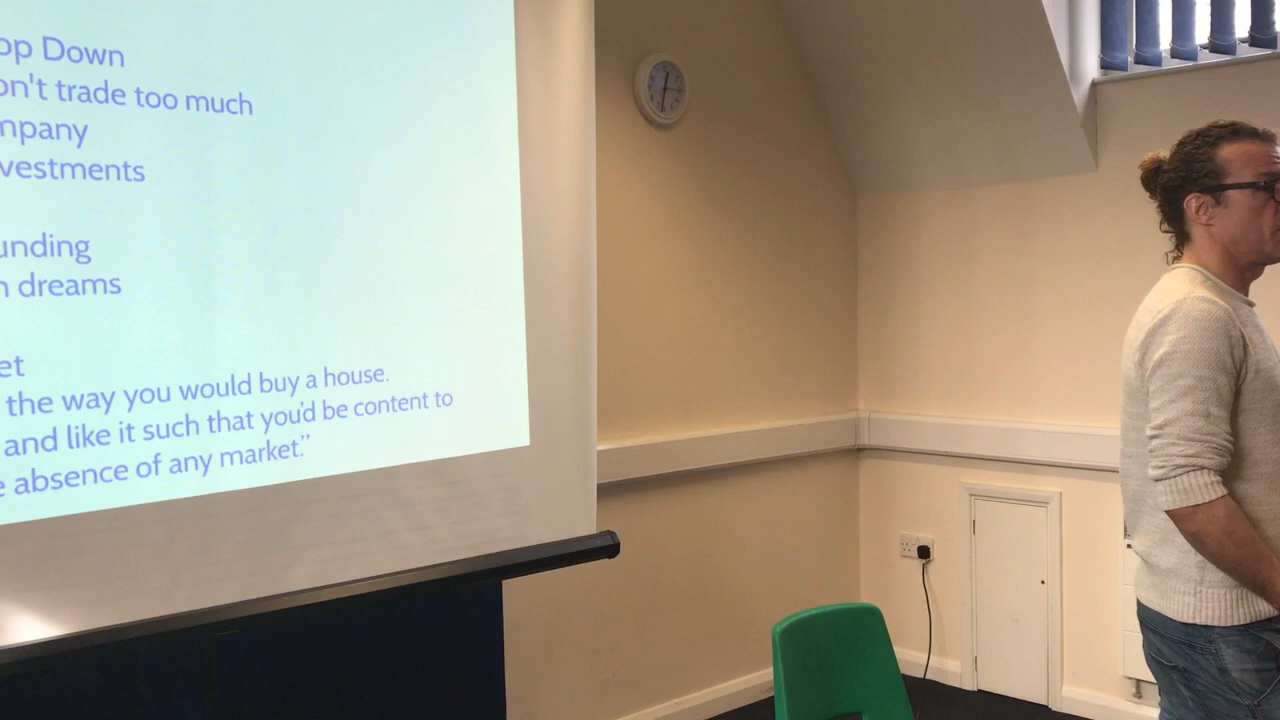 op Down
on't trade too much
mpany
vestments
unding
n dreams
et
the way you would buy a house.
and like it such that you'd be content to
e absence of any market.”